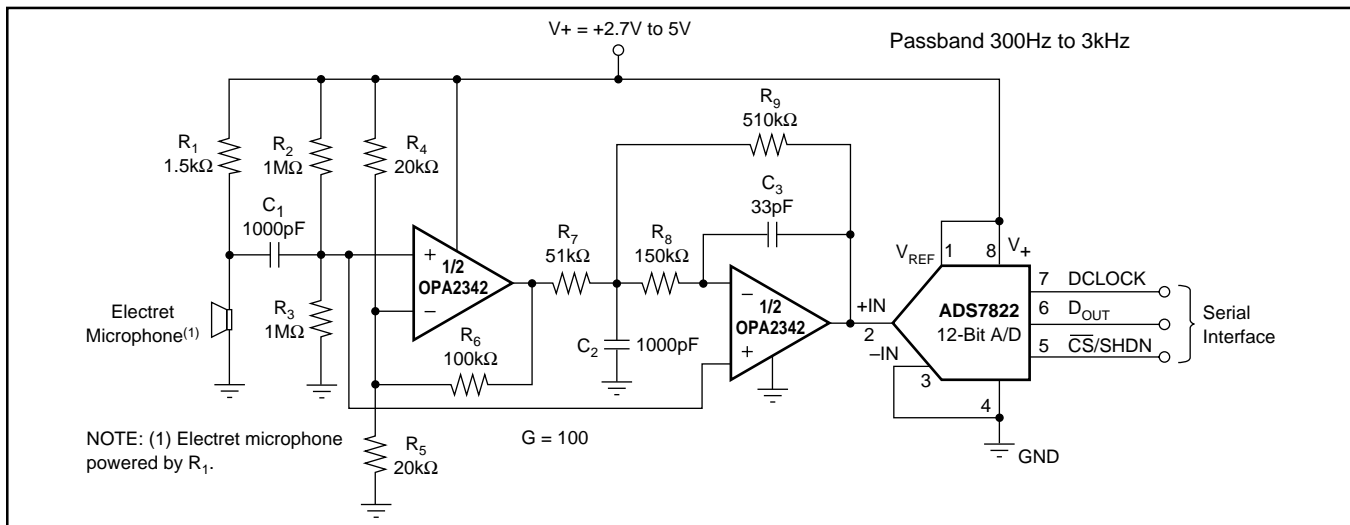 V+ = +2.7V to 5V
Passband 300Hz to 3kHz
R1
1.5kΩ
R2
1MΩ
R4
20kΩ
R9
510kΩ
C1
1000pF
C3
33pF
R7
51kΩ
R8
150kΩ
+
1/2
OPA2342
−
−
1/2
OPA2342
+
VREF
1
8
V+
7
DCLOCK
+IN
2
ADS7822
12-Bit A/D
6
DOUT
Serial
Interface
−IN
3
5
CS/SHDN
4
GND
Electret
Microphone(1)
R3
1MΩ
R6
100kΩ
C2
1000pF
R5
20kΩ
G = 100
NOTE: (1) Electret microphone
powered by R1.